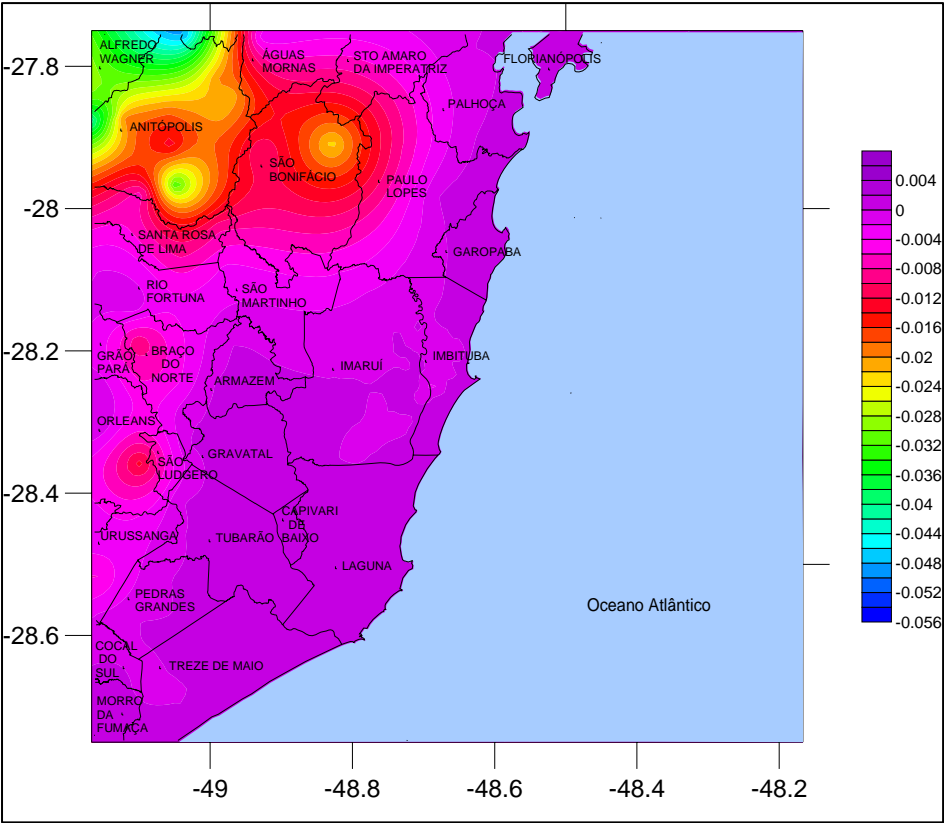 ALFREDO
WAGNER
ÁGUAS
MORNAS
STO AMARO
DA IMPERATRIZ
FLORIANÓPOLIS
-27.8
PALHOÇA
ANITÓPOLIS
SÃO
BONIFÁCIO
PAULO
LOPES
-28
SANTA ROSA
DE LIMA
GAROPABA
RIO
FORTUNA
SÃO
MARTINHO
-28.2
GRÃO
PARÁ
BRAÇO
DO
NORTE
IMARUÍ
IMBITUBA
ARMAZEM
ORLEANS
GRAVATAL
SÃO
LUDGERO
-28.4
CAPIVARI
DE
BAIXO
URUSSANGA
TUBARÃO
LAGUNA
PEDRAS
GRANDES
Oceano Atlântico
-28.6
COCAL
DO
SUL
TREZE DE MAIO
MORRO
DA
FUMAÇA
-49
-48.8
-48.6
-48.4
-48.2
0.004
0
-0.004
-0.008
-0.012
-0.016
-0.02
-0.024
-0.028
-0.032
-0.036
-0.04
-0.044
-0.048
-0.052
-0.056